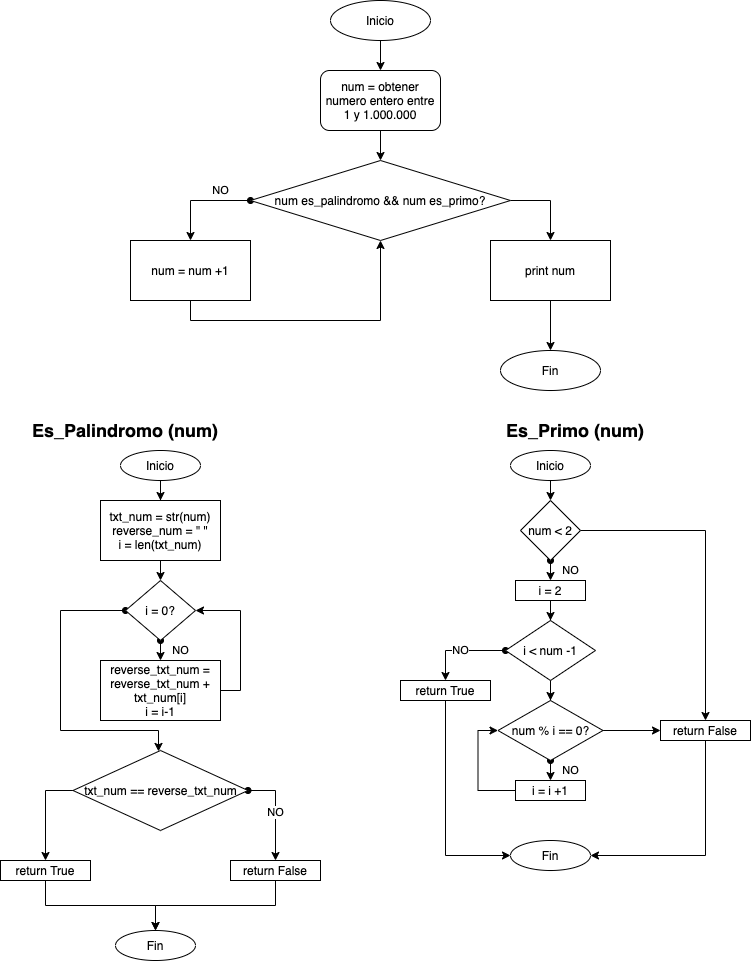 Inicio
num = obtener
numero entero entre
1 y 1.000.000
NO
num es_palindromo && num es_primo?
num = num +1
print num
Fin
Es_Palindromo (num)
Inicio
txt_num = str(num)
reverse_num = " "
i = len(txt_num)
i = 0?
NO
reverse_txt_num =
reverse_txt_num +
txt_num[i]
i = i-1
txt_num == reverse_txt_num
NO
return True
return False
Fin
Es_Primo (num)
Inicio
num < 2
NO
i = 2
i < num -1
NO
return True
num % i == 0?
return False
NO
i = i +1
Fin